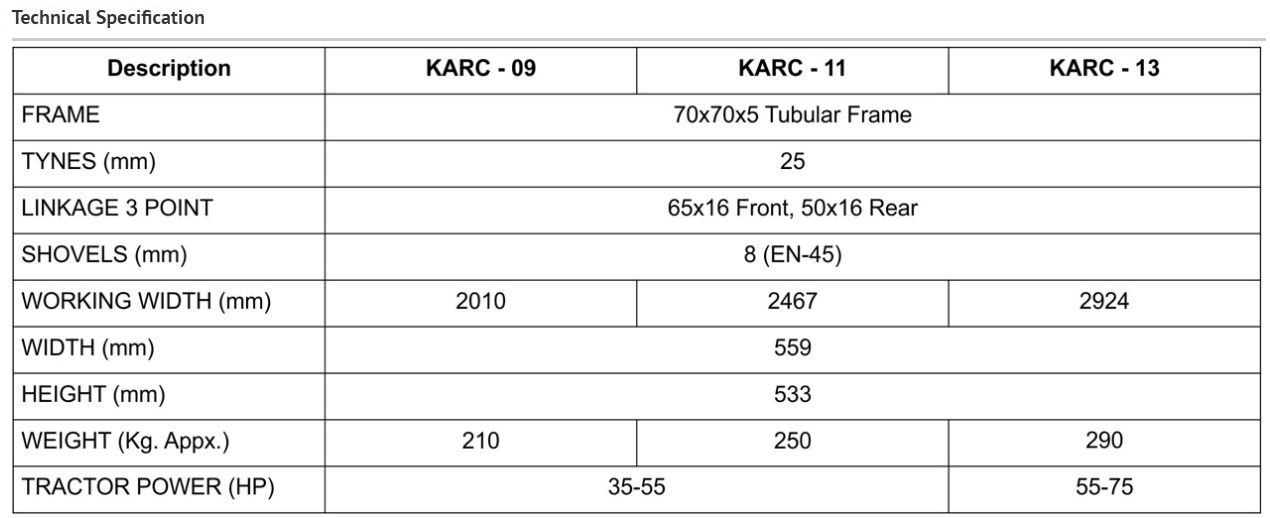 Technical Specification
Description KARC - 09 KARC - 11 KARC - 13
FRAME 70x70x5 Tubular Frame
TYNES (mm) 25
LINKAGE 3 POINT 65x16 Front, 50x16 Rear
SHOVELS (mm) 8 (EN-45)
WORKING WIDTH (mm) 2010 2467 2924
WIDTH (mm) 559
HEIGHT (mm) 533
WEIGHT (Kg. Appx.) 210 250 290
TRACTOR POWER (HP) 35-55 55-75